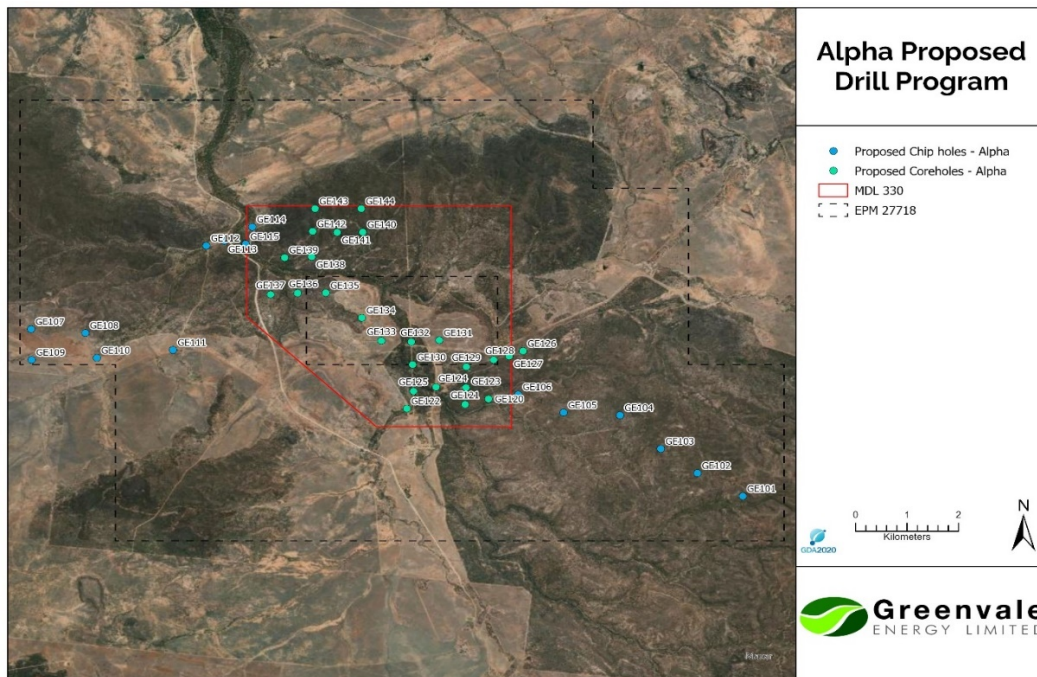 Alpha Proposed
Drill Program
Proposed Chip holes - Alpha
Proposed Coreholes - Alpha
MDL 330
EPM 27718
GE143
GE144
GE114
GE142
GE140
GE112
GE115
GE141
GE113
GE139
GE138
GE137
GE136
GE135
GE134
GE107
GE108
GE133
GE132
GE131
GE111
GE109
GE110
GE128
GE126
GE130
GE129
GE127
GE125
GE124
GE123
GE106
GE122
GE121
GE120
GE105
GE104
GE103
GE102
GE101
0 1 2
Kilometers
N
GDA2020
Greenvale
ENERGY LIMITED
Maxar